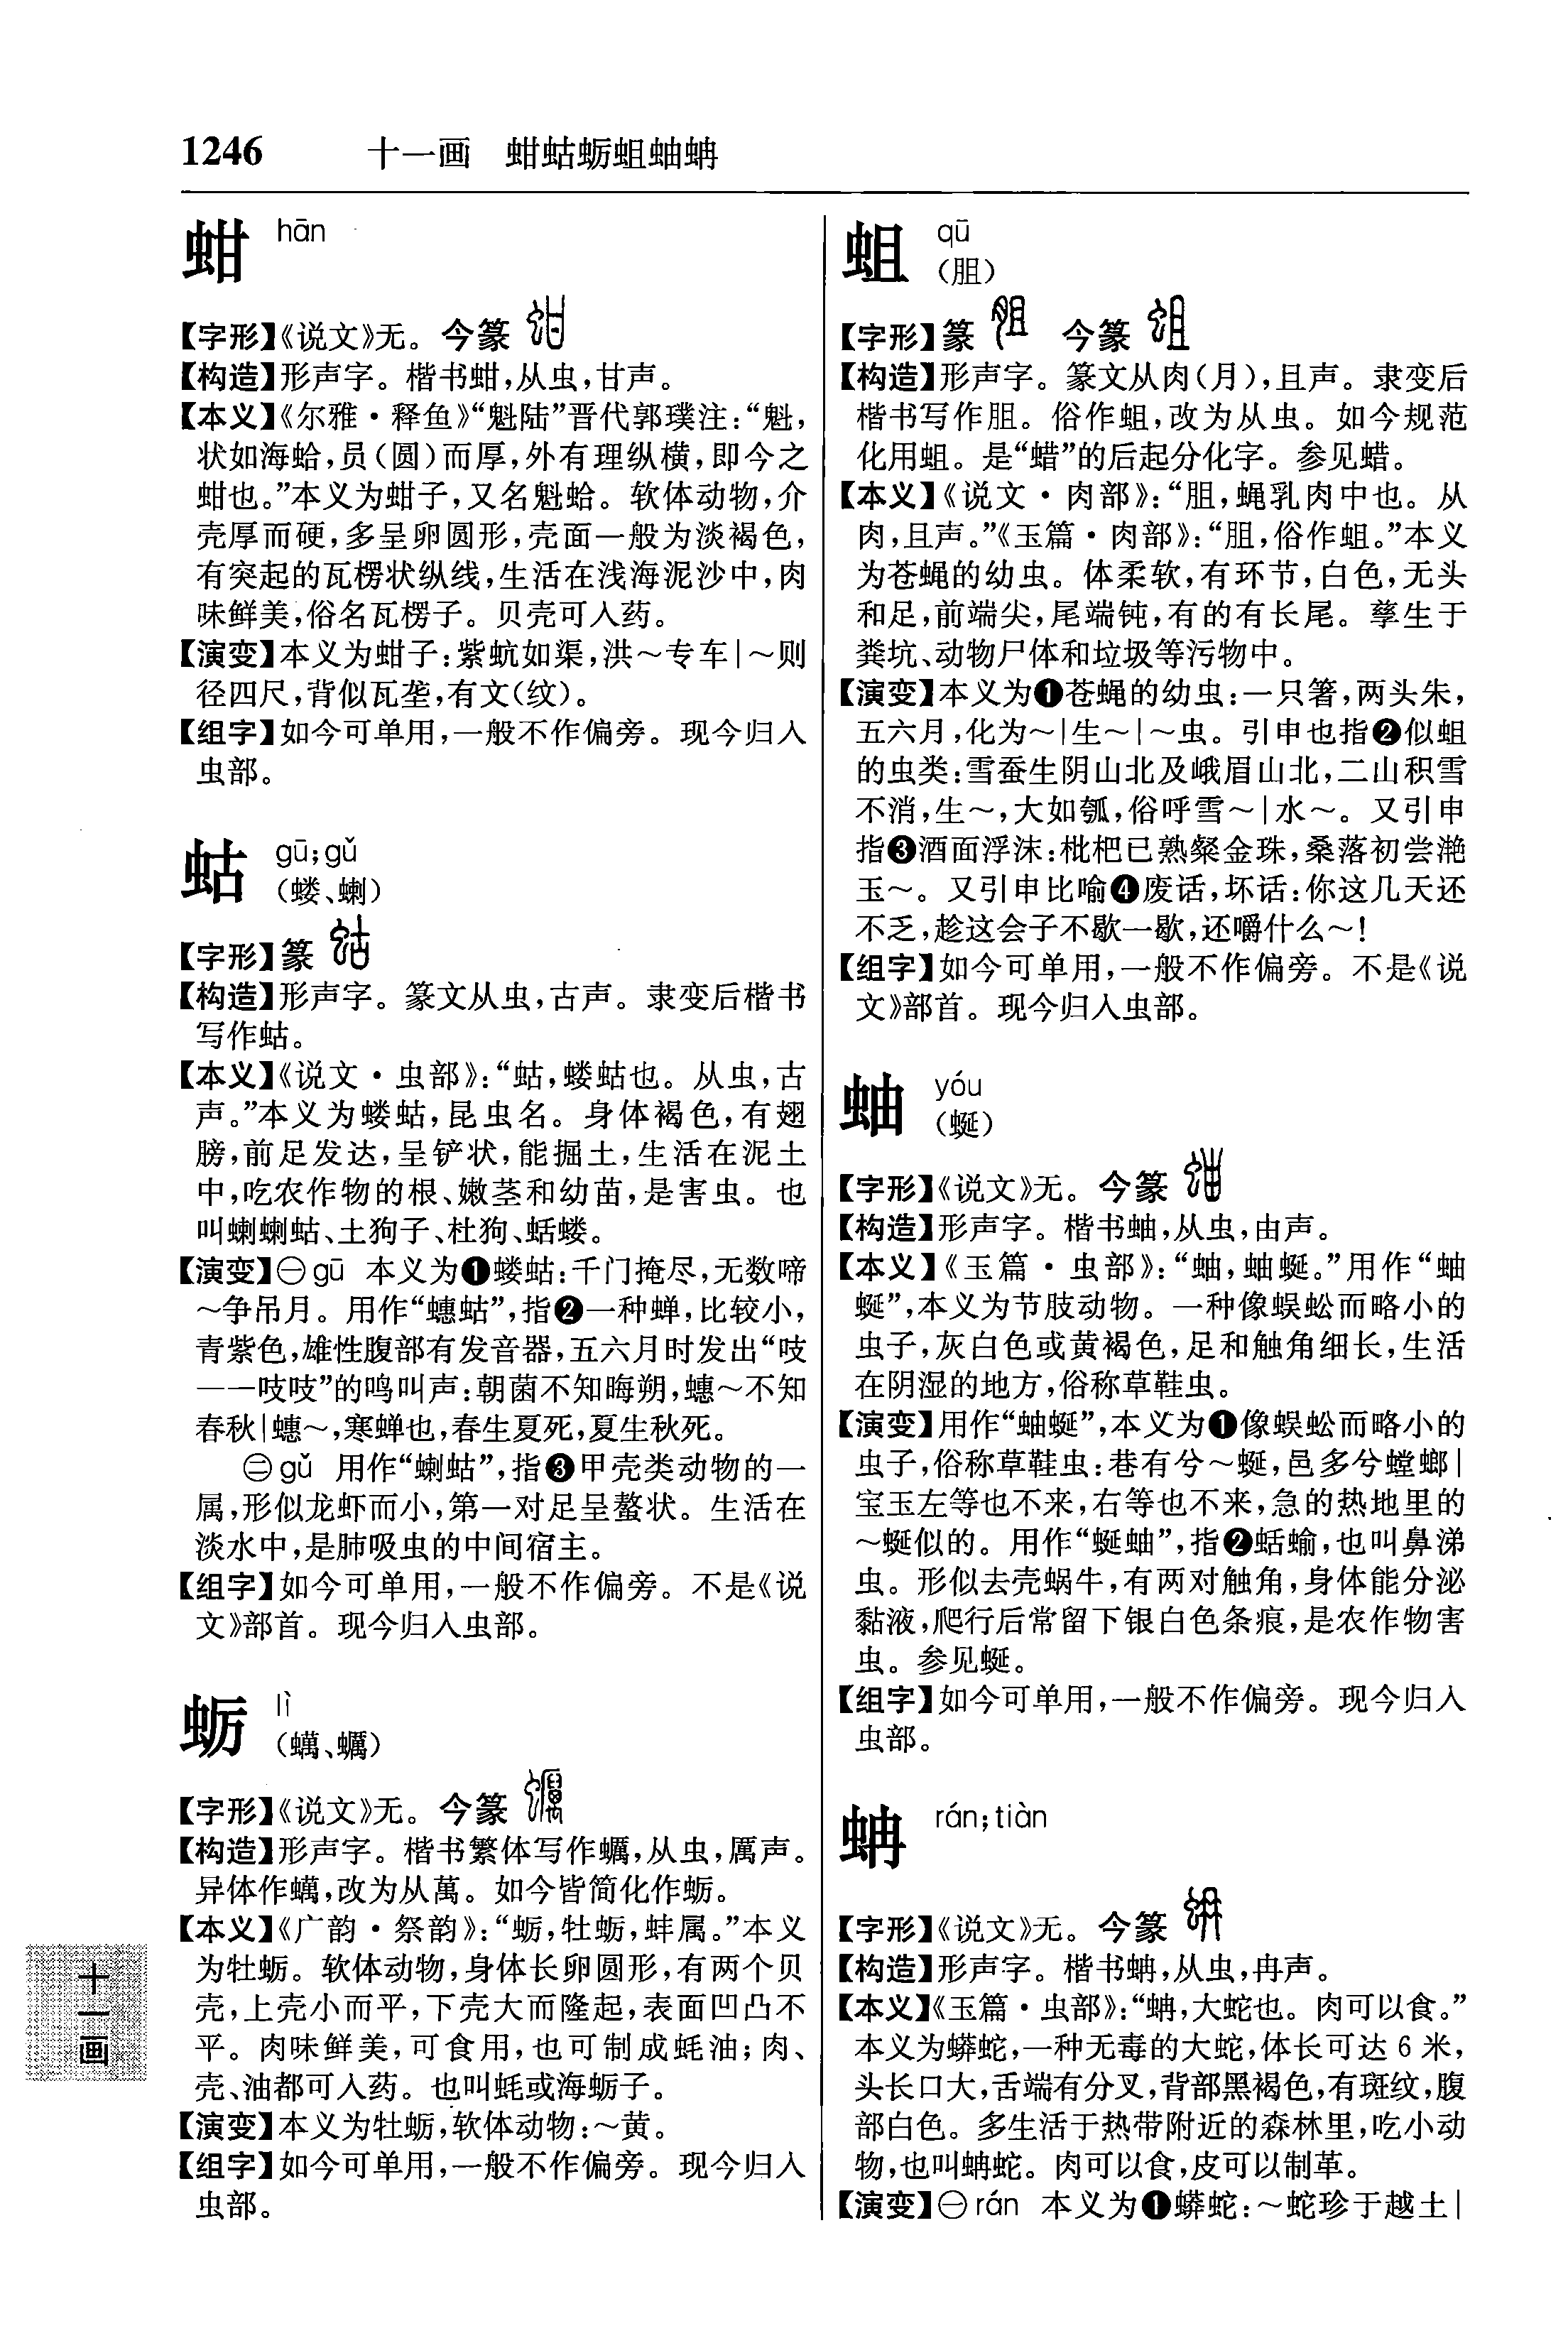 1246 十一画 蚶蛄蛎蛆蚰蚺
蚶 hān
【字形】《说文》无。今篆
【构造】形声字。楷书蚶,从虫,甘声。
【本义】《尔雅·释鱼》“魁陆”晋代郭璞注:“魁,
状如海蛤,员(圆)而厚,外有理纵横,即今之
蚶也。”本义为蚶子,又名魁蛤。软体动物,介
壳厚而硬,多呈卵圆形,壳面一般为淡褐色,
有突起的瓦楞状纵线,生活在浅海泥沙中,肉
味鲜美,俗名瓦楞子。贝壳可入药。
【演变】本义为蚶子:紫蚢如渠,洪～专车|～则
径四尺,背似瓦垄,有文(纹)。
【组字】如今可单用,一般不作偏旁。现今归入
虫部。
蛄 gū;gǔ
(蝼、蝲)
【字形】篆
【构造】形声字。篆文从虫,古声。隶变后楷书
写作蛄。
【本义】《说文·虫部》:“蛄,蝼蛄也。从虫,古
声。”本义为蝼蛄,昆虫名。身体褐色,有翅
膀,前足发达,呈铲状,能掘土,生活在泥土
中,吃农作物的根、嫩茎和幼苗,是害虫。也
叫蝲蝲蛄、土狗子、杜狗、蛞蝼。
【演变】㊀gū 本义为❶蝼蛄:千门掩尽,无数啼
～争吊月。用作“蟪蛄”,指❷一种蝉,比较小,
青紫色,雄性腹部有发音器,五六月时发出“吱
——吱吱”的鸣叫声:朝菌不知晦朔,蟪～不知
春秋|蟪～,寒蝉也,春生夏死,夏生秋死。
㊁gǔ 用作“蝲蛄”,指❸甲壳类动物的一
属,形似龙虾而小,第一对足呈螯状。生活在
淡水中,是肺吸虫的中间宿主。
【组字】如今可单用,一般不作偏旁。不是《说
文》部首。现今归入虫部。
蛎 lì
(蠇、蠣)
【字形】《说文》无。今篆
【构造】形声字。楷书繁体写作蠣,从虫,厲声。
异体作蠇,改为从萬。如今皆简化作蛎。
【本义】《广韵·祭韵》:“蛎,牡蛎,蚌属。”本义
为牡蛎。软体动物,身体长卵圆形,有两个贝
壳,上壳小而平,下壳大而隆起,表面凹凸不
平。肉味鲜美,可食用,也可制成蚝油;肉、
壳、油都可入药。也叫蚝或海蛎子。
【演变】本义为牡蛎,软体动物:～黄。
【组字】如今可单用,一般不作偏旁。现今归入
虫部。
蛆 qū
(胆)
【字形】篆 今篆
【构造】形声字。篆文从肉(月),且声。隶变后
楷书写作胆。俗作蛆,改为从虫。如今规范
化用蛆。是“蜡”的后起分化字。参见蜡。
【本义】《说文·肉部》:“胆,蝇乳肉中也。从
肉,且声。”《玉篇·肉部》:“胆,俗作蛆。”本义
为苍蝇的幼虫。体柔软,有环节,白色,无头
和足,前端尖,尾端钝,有的有长尾。孳生于
粪坑、动物尸体和垃圾等污物中。
【演变】本义为❶苍蝇的幼虫:一只箸,两头朱,
五六月,化为～|生～|～虫。引申也指❷似蛆
的虫类:雪蚕生阴山北及峨眉山北,二山积雪
不消,生～,大如瓠,俗呼雪～|水～。又引申
指❸酒面浮沫:枇杷已熟粲金珠,桑落初尝滟
玉～。又引申比喻❹废话,坏话:你这几天还
不乏,趁这会子不歇一歇,还嚼什么～!
【组字】如今可单用,一般不作偏旁。不是《说
文》部首。现今归入虫部。
蚰 yóu
(蜒)
【字形】《说文》无。今篆
【构造】形声字。楷书蚰,从虫,由声。
【本义】《玉篇·虫部》:“蚰,蚰蜒。”用作“蚰
蜒”,本义为节肢动物。一种像蜈蚣而略小的
虫子,灰白色或黄褐色,足和触角细长,生活
在阴湿的地方,俗称草鞋虫。
【演变】用作“蚰蜒”,本义为❶像蜈蚣而略小的
虫子,俗称草鞋虫:巷有兮～蜒,邑多兮螳螂|
宝玉左等也不来,右等也不来,急的热地里的
～蜒似的。用作“蜒蚰”,指❷蛞蝓,也叫鼻涕
虫。形似去壳蜗牛,有两对触角,身体能分泌
黏液,爬行后常留下银白色条痕,是农作物害
虫。参见蜒。
【组字】如今可单用,一般不作偏旁。现今归入
虫部。
蚺 rán;tiàn
【字形】《说文》无。今篆
【构造】形声字。楷书蚺,从虫,冉声。
【本义】《玉篇·虫部》:“蚺,大蛇也。肉可以食。”
本义为蟒蛇,一种无毒的大蛇,体长可达 6 米,
头长口大,舌端有分叉,背部黑褐色,有斑纹,腹
部白色。多生活于热带附近的森林里,吃小动
物,也叫蚺蛇。肉可以食,皮可以制革。
【演变】㊀rán 本义为❶蟒蛇:～蛇珍于越土|
十一画